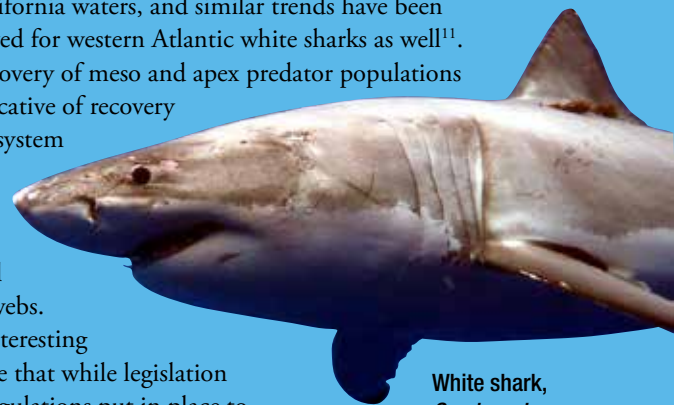 ifornia waters, and similar trends have been
ed for western Atlantic white sharks as well¹¹.
overy of meso and apex predator populations
cative of recovery
system
webs.
teresting
e that while legislation
White shark,